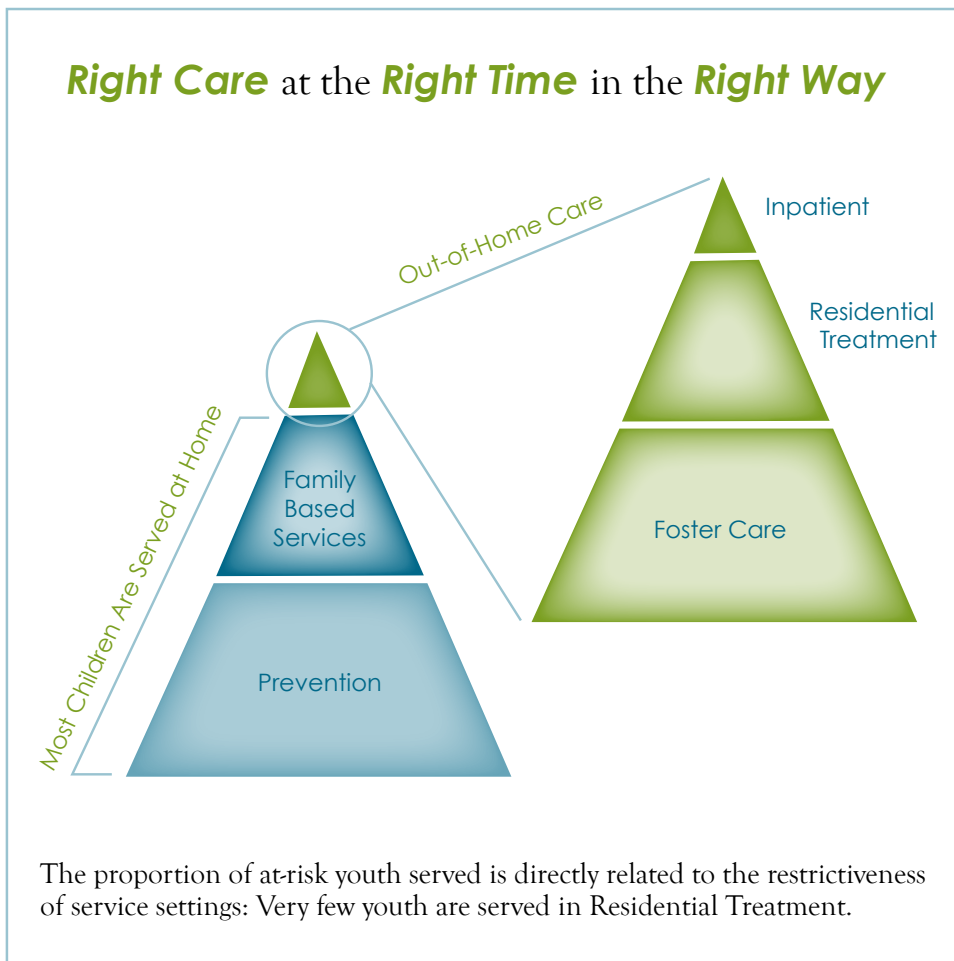 Right Care at the Right Time in the Right Way
Out-of-Home Care
Inpatient
Residential
Treatment
Most Children Are Served at Home
Family
Based
Services
Foster Care
Prevention
The proportion of at-risk youth served is directly related to the restrictiveness
of service settings: Very few youth are served in Residential Treatment.